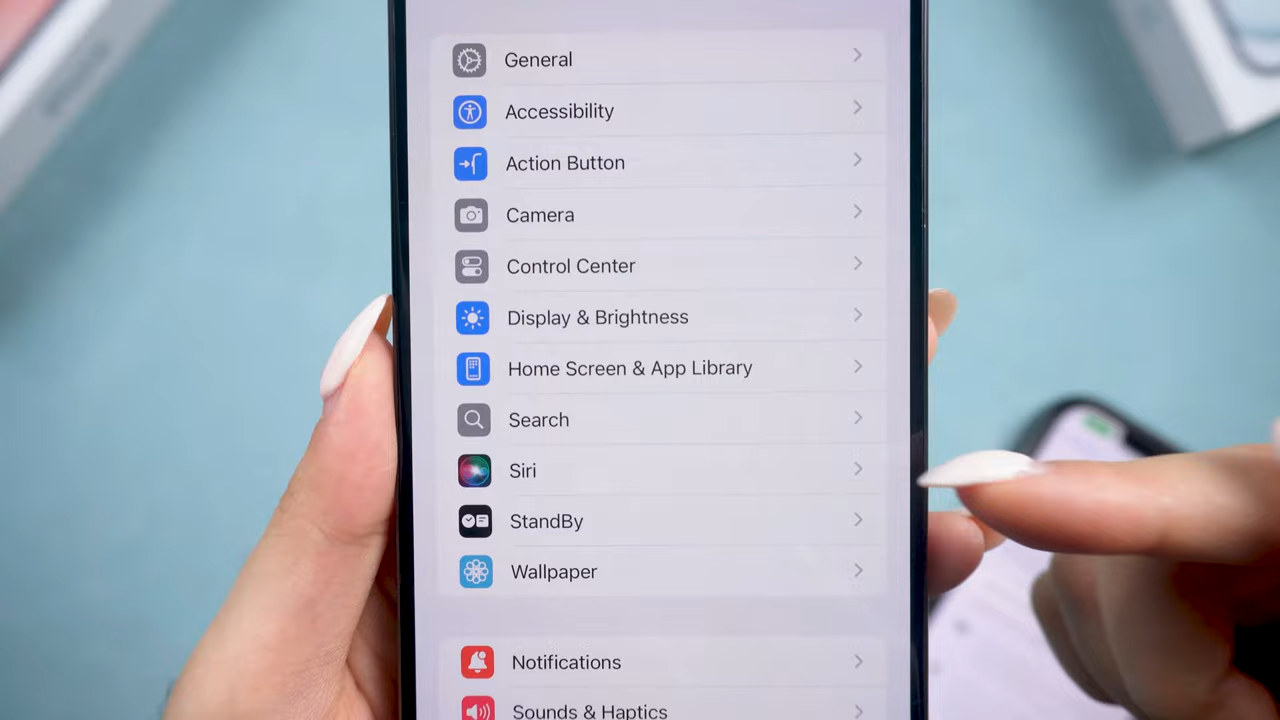 General
Accessibility
Action Button
Camera
Control Center
Display & Brightness
Home Screen & App Library
Search
Siri
StandBy
Wallpaper
Notifications
Sounds & Haptics